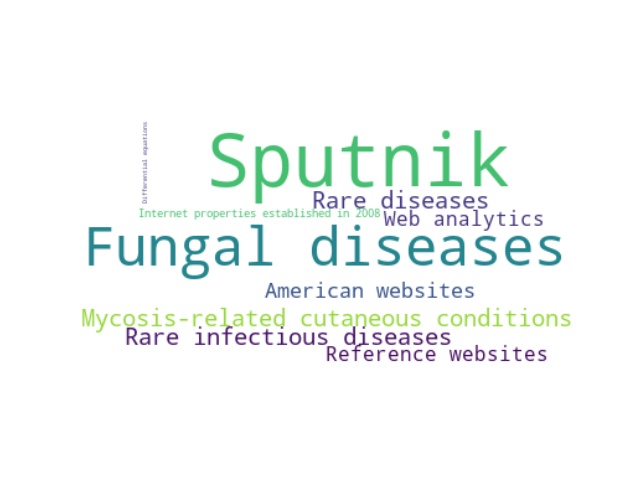 Differential equations
Sputnik
Rare diseases
Internet properties established in 2008
Web analytics
Fungal diseases
American websites
Mycosis-related cutaneous conditions
Rare infectious diseases
Reference websites